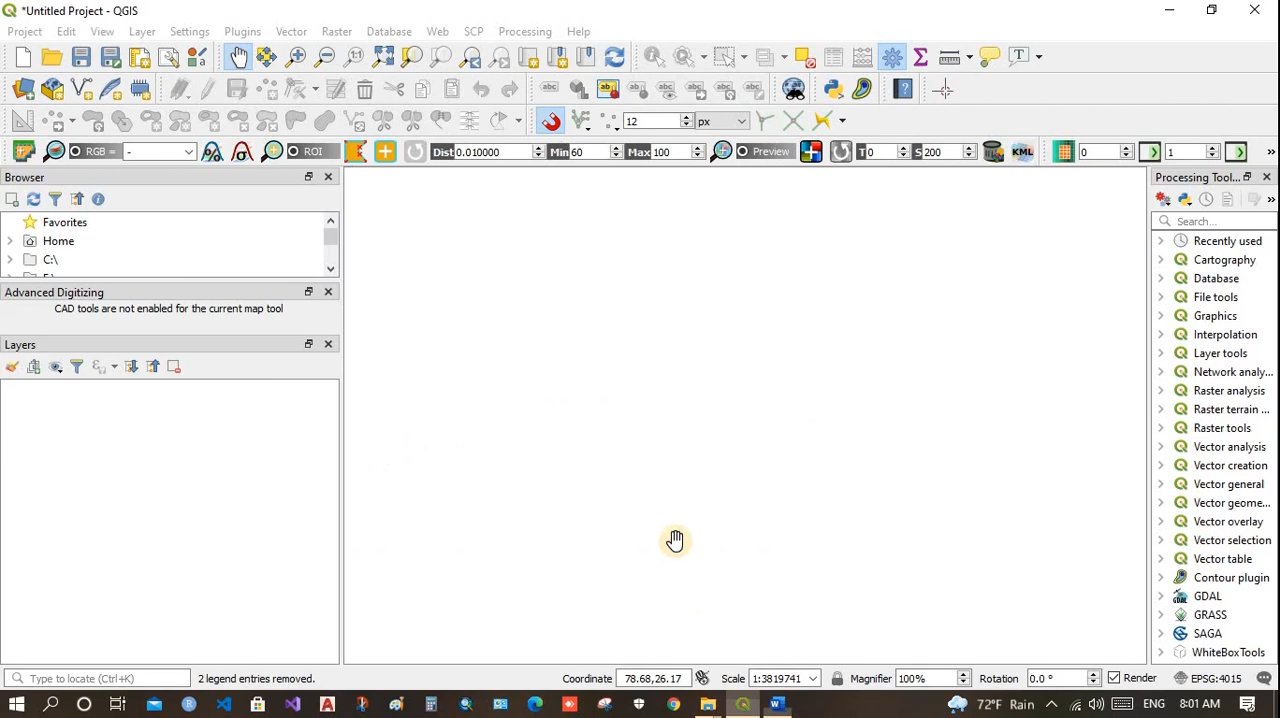 *Untitled Project - QGIS
Project Edit View Layer Settings Plugins Vector Raster Database Web SCP Processing Help
12 px
RGB = - ROI Dist 0.010000 Min 60 Max 100 Preview T 0 S 200 KML 0 1 »
Browser
Processing Tool...
Favorites
Home
C:\
Search...
Recently used
Cartography
Database
File tools
Graphics
Interpolation
Layer tools
Network analy...
Raster analysis
Raster terrain ...
Raster tools
Vector analysis
Vector creation
Vector general
Vector geome...
Vector overlay
Vector selection
Vector table
Contour plugin
GDAL
GRASS
SAGA
WhiteBoxTools
Advanced Digitizing
CAD tools are not enabled for the current map tool
Layers
Type to locate (Ctrl+K) 2 legend entries removed. Coordinate 78.68,26.17 Scale 1:3819741 Magnifier 100% Rotation 0.0 ° Render EPSG:4015
72°F Rain ENG 8:01 AM